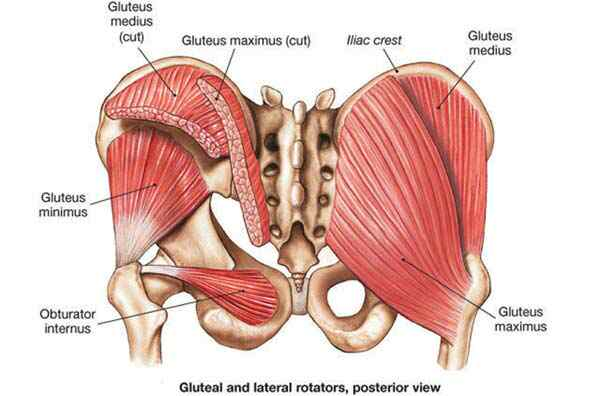 Gluteus
medius
(cut)
Gluteus maximus (cut)
Iliac crest
Gluteus
medius
Gluteus
minimus
Obturator
internus
Gluteus
maximus
Gluteal and lateral rotators, posterior view